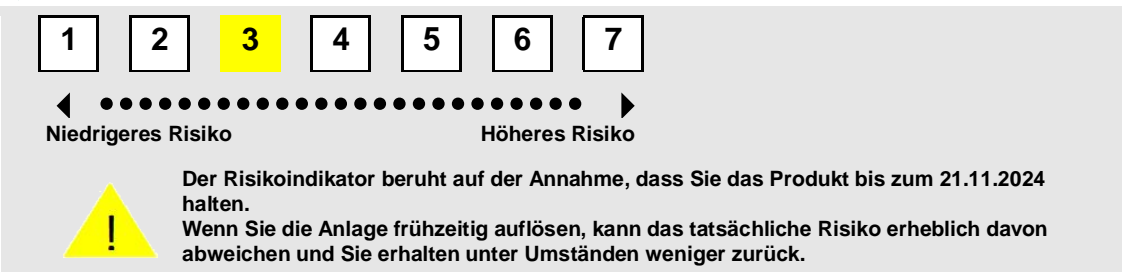 1 2 3 4 5 6 7
Niedrigeres Risiko Höheres Risiko
Der Risikoindikator beruht auf der Annahme, dass Sie das Produkt bis zum 21.11.2024
halten.
Wenn Sie die Anlage frühzeitig auflösen, kann das tatsächliche Risiko erheblich davon
abweichen und Sie erhalten unter Umständen weniger zurück.
!